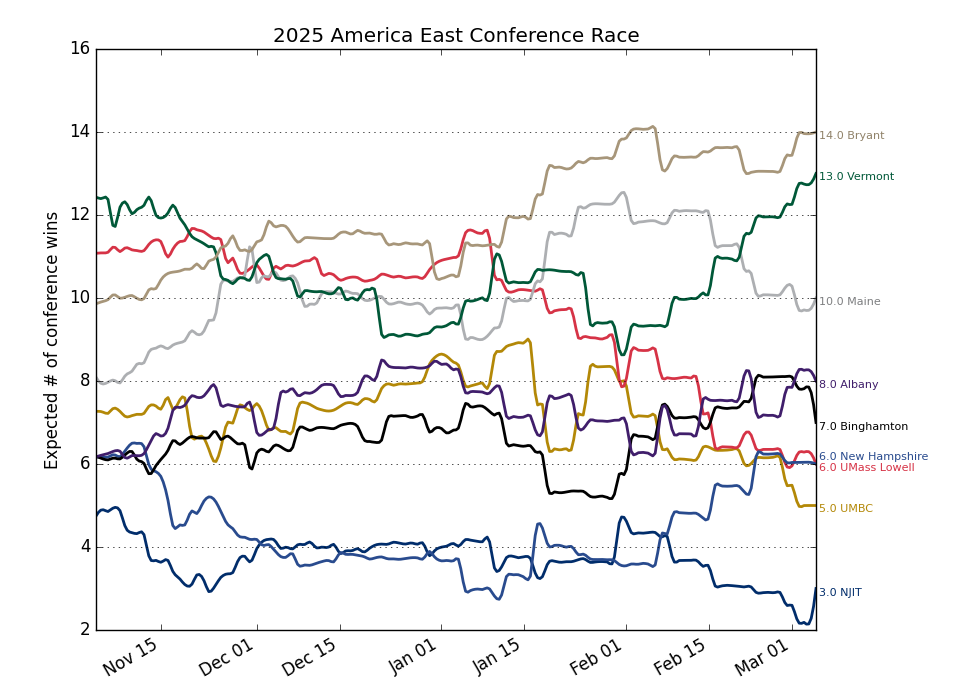 2025 America East Conference Race
Expected # of conference wins
16
14
12
10
8
6
4
2
14.0 Bryant
13.0 Vermont
10.0 Maine
8.0 Albany
7.0 Binghamton
6.0 New Hampshire
6.0 UMass Lowell
5.0 UMBC
3.0 NJIT
Nov 15
Dec 01
Dec 15
Jan 01
Jan 15
Feb 01
Feb 15
Mar 01